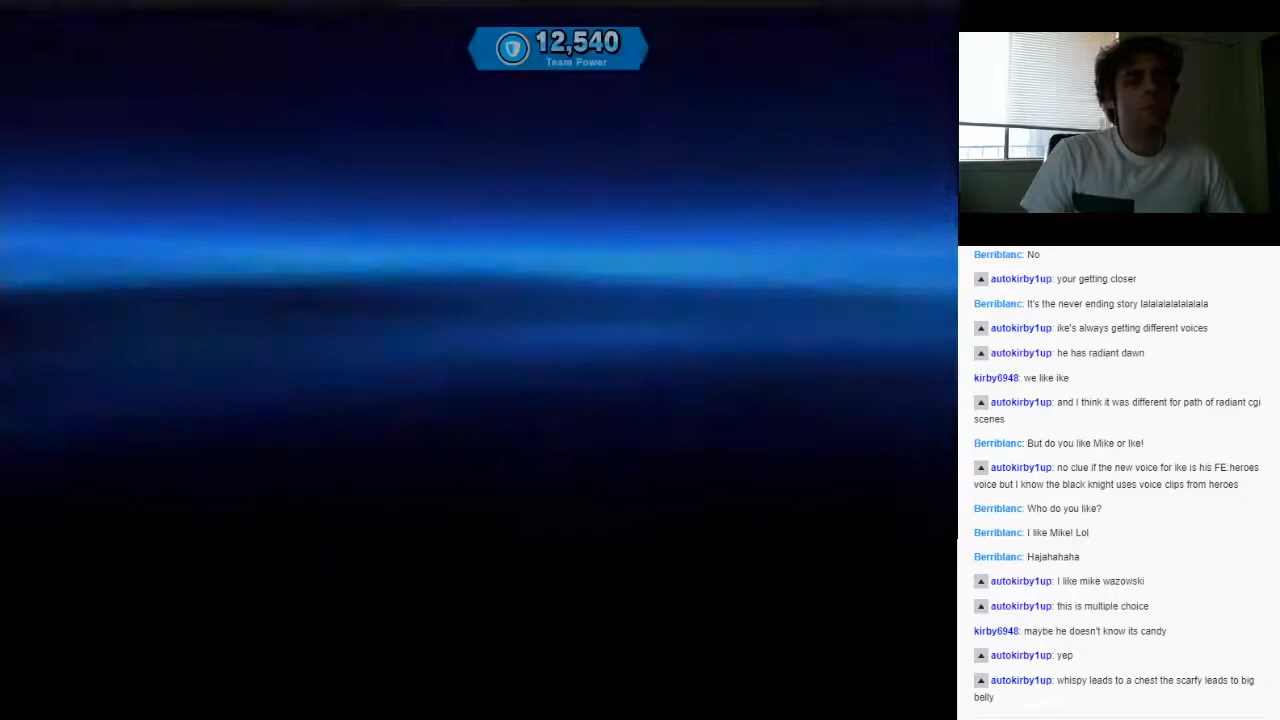 12,540
Team Power
Berriblanc: No
autokirby1up: your getting closer
Berriblanc: It's the never ending story lalalalalalalala
autokirby1up: ike's always getting different voices
autokirby1up: he has radiant dawn
kirby6948: we like ike
autokirby1up: and I think it was different for path of radiant cgi
scenes
Berriblanc: But do you like Mike or Ike!
autokirby1up: no clue if the new voice for ike is his FE:heroes
voice but I know the black knight uses voice clips from heroes
Berriblanc: Who do you like?
Berriblanc: I like Mike! Lol
Berriblanc: Hajahahaha
autokirby1up: I like mike wazowski
autokirby1up: this is multiple choice
kirby6948: maybe he doesn't know its candy
autokirby1up: yep
autokirby1up: whispy leads to a chest the scarfy leads to big
belly